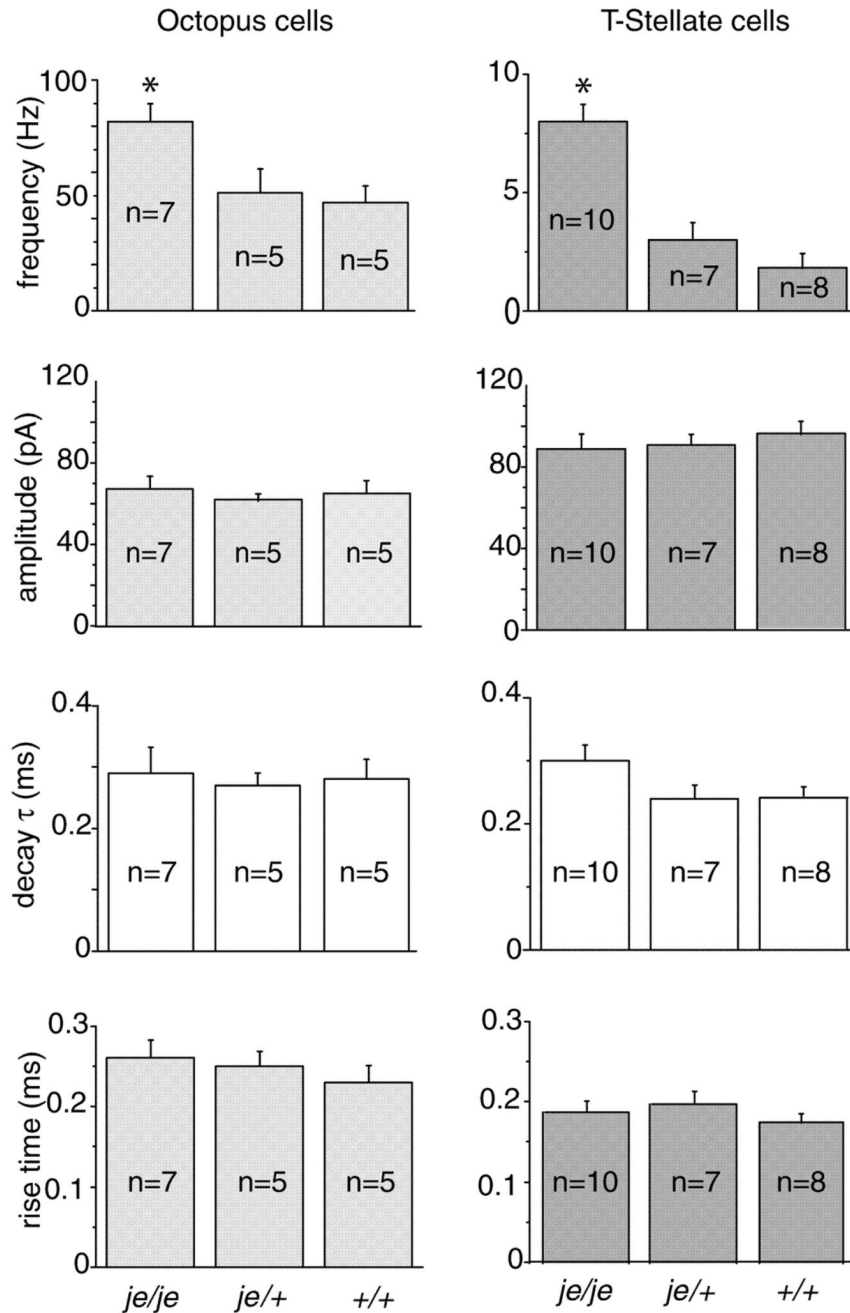 Octopus cells
T-Stellate cells
frequency (Hz)
100
50
0
*
n=7
n=5
n=5
10
5
0
*
n=10
n=7
n=8
amplitude (pA)
120
80
40
0
n=7
n=5
n=5
120
80
40
0
n=10
n=7
n=8
decay τ (ms)
0.4
0.2
0
n=7
n=5
n=5
0.4
0.2
0
n=10
n=7
n=8
rise time (ms)
0.3
0.2
0.1
0
n=7
n=5
n=5
0.3
0.2
0.1
0
n=10
n=7
n=8
je/je
je/+
+/+
je/je
je/+
+/+